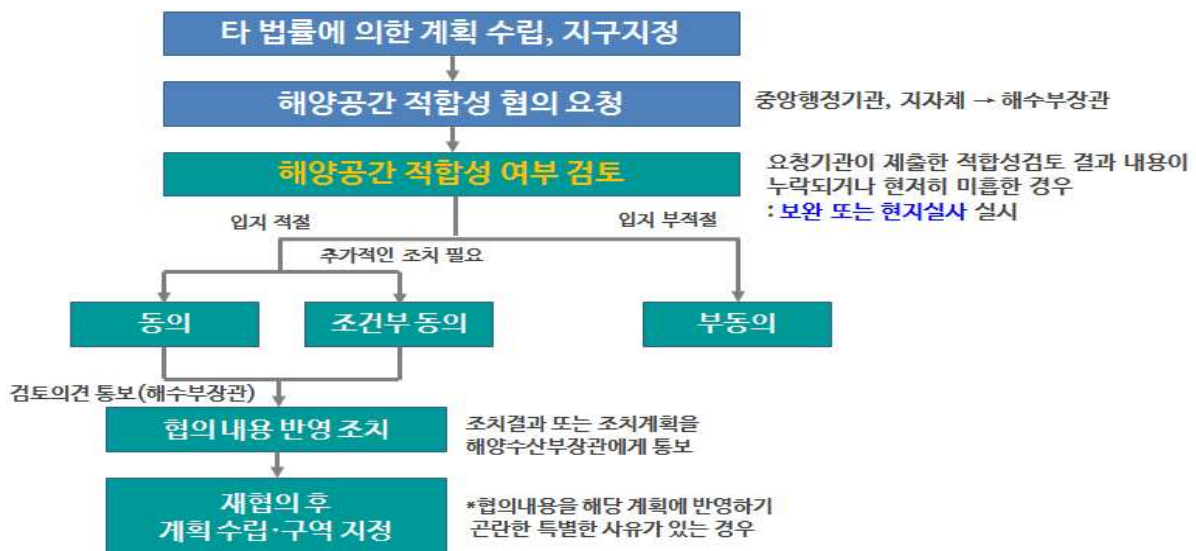 타 법률에 의한 계획 수립, 지구지정
해양공간 적합성 협의 요청
중앙행정기관, 지자체 → 해수부장관
해양공간 적합성 여부 검토
요청기관이 제출한 적합성검토 결과 내용이
누락되거나 현저히 미흡한 경우
: 보완 또는 현지실사 실시
입지 적절
입지 부적절
추가적인 조치 필요
동의
조건부 동의
부동의
검토의견 통보(해수부장관)
협의 내용 반영 조치
조치결과 또는 조치계획을
해양수산부장관에게 통보
재협의 후
계획 수립·구역 지정
*협의내용을 해당 계획에 반영하기
곤란한 특별한 사유가 있는 경우